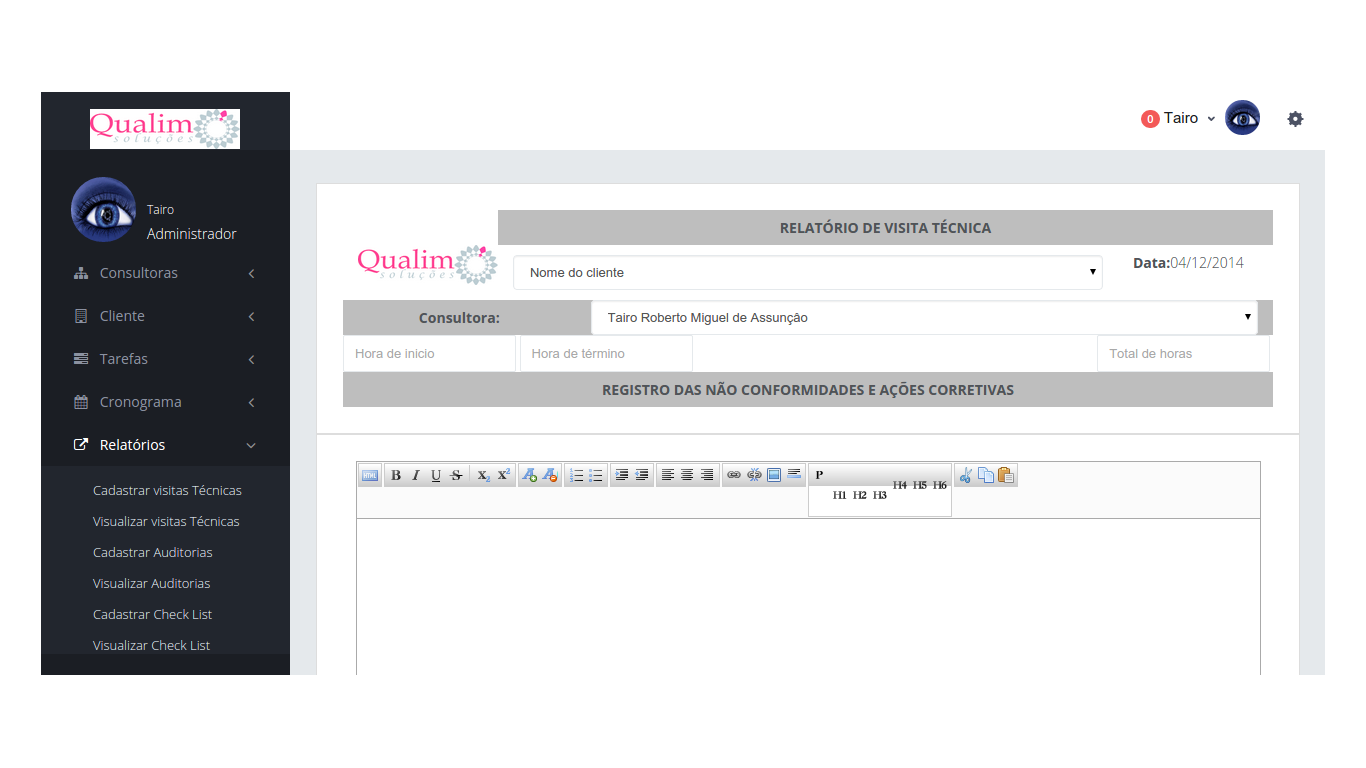 Qualim
soluções
0 Tairo
Tairo
Administrador
Consultoras
Cliente
Tarefas
Cronograma
Relatórios
Cadastrar visitas Técnicas
Visualizar visitas Técnicas
Cadastrar Auditorias
Visualizar Auditorias
Cadastrar Check List
Visualizar Check List
RELATÓRIO DE VISITA TÉCNICA
Qualim
soluções
Nome do cliente
Data:04/12/2014
Consultora:
Tairo Roberto Miguel de Assunção
Hora de inicio
Hora de término
Total de horas
REGISTRO DAS NÃO CONFORMIDADES E AÇÕES CORRETIVAS
HTML B I U S X2 X2 A A P
H4 H5 H6
H1 H2 H3